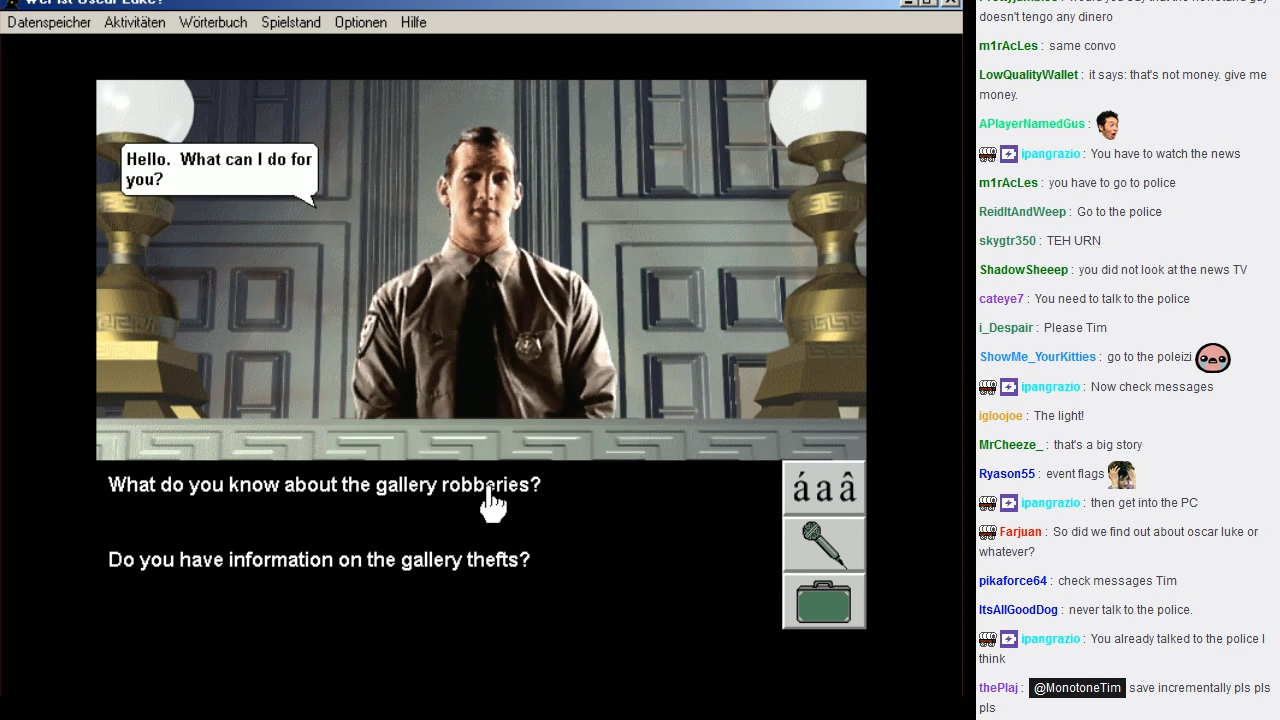 Wer ist Oscar Lake?
Datenspeicher Aktivitäten Wörterbuch Spielstand Optionen Hilfe
Hello. What can I do for
you?
What do you know about the gallery robberies?
Do you have information on the gallery thefts?
á a â
doesn't tengo any dinero
m1rAcLes : same convo
LowQualityWallet : it says: that's not money. give me
money.
APlayerNamedGus :
ipangrazio : You have to watch the news
m1rAcLes : you have to go to police
ReidItAndWeep : Go to the police
skygtr350 : TEH URN
ShadowSheeep : you did not look at the news TV
cateye7 : You need to talk to the police
i_Despair : Please Tim
ShowMe_YourKitties : go to the poleizi
ipangrazio : Now check messages
igloojoe : The light!
MrCheeze_ : that's a big story
Ryason55 : event flags
ipangrazio : then get into the PC
Farjuan : So did we find out about oscar luke or
whatever?
pikaforce64 : check messages Tim
ItsAllGoodDog : never talk to the police.
ipangrazio : You already talked to the police I
think
thePlaj : @MonotoneTim save incrementally pls pls
pls